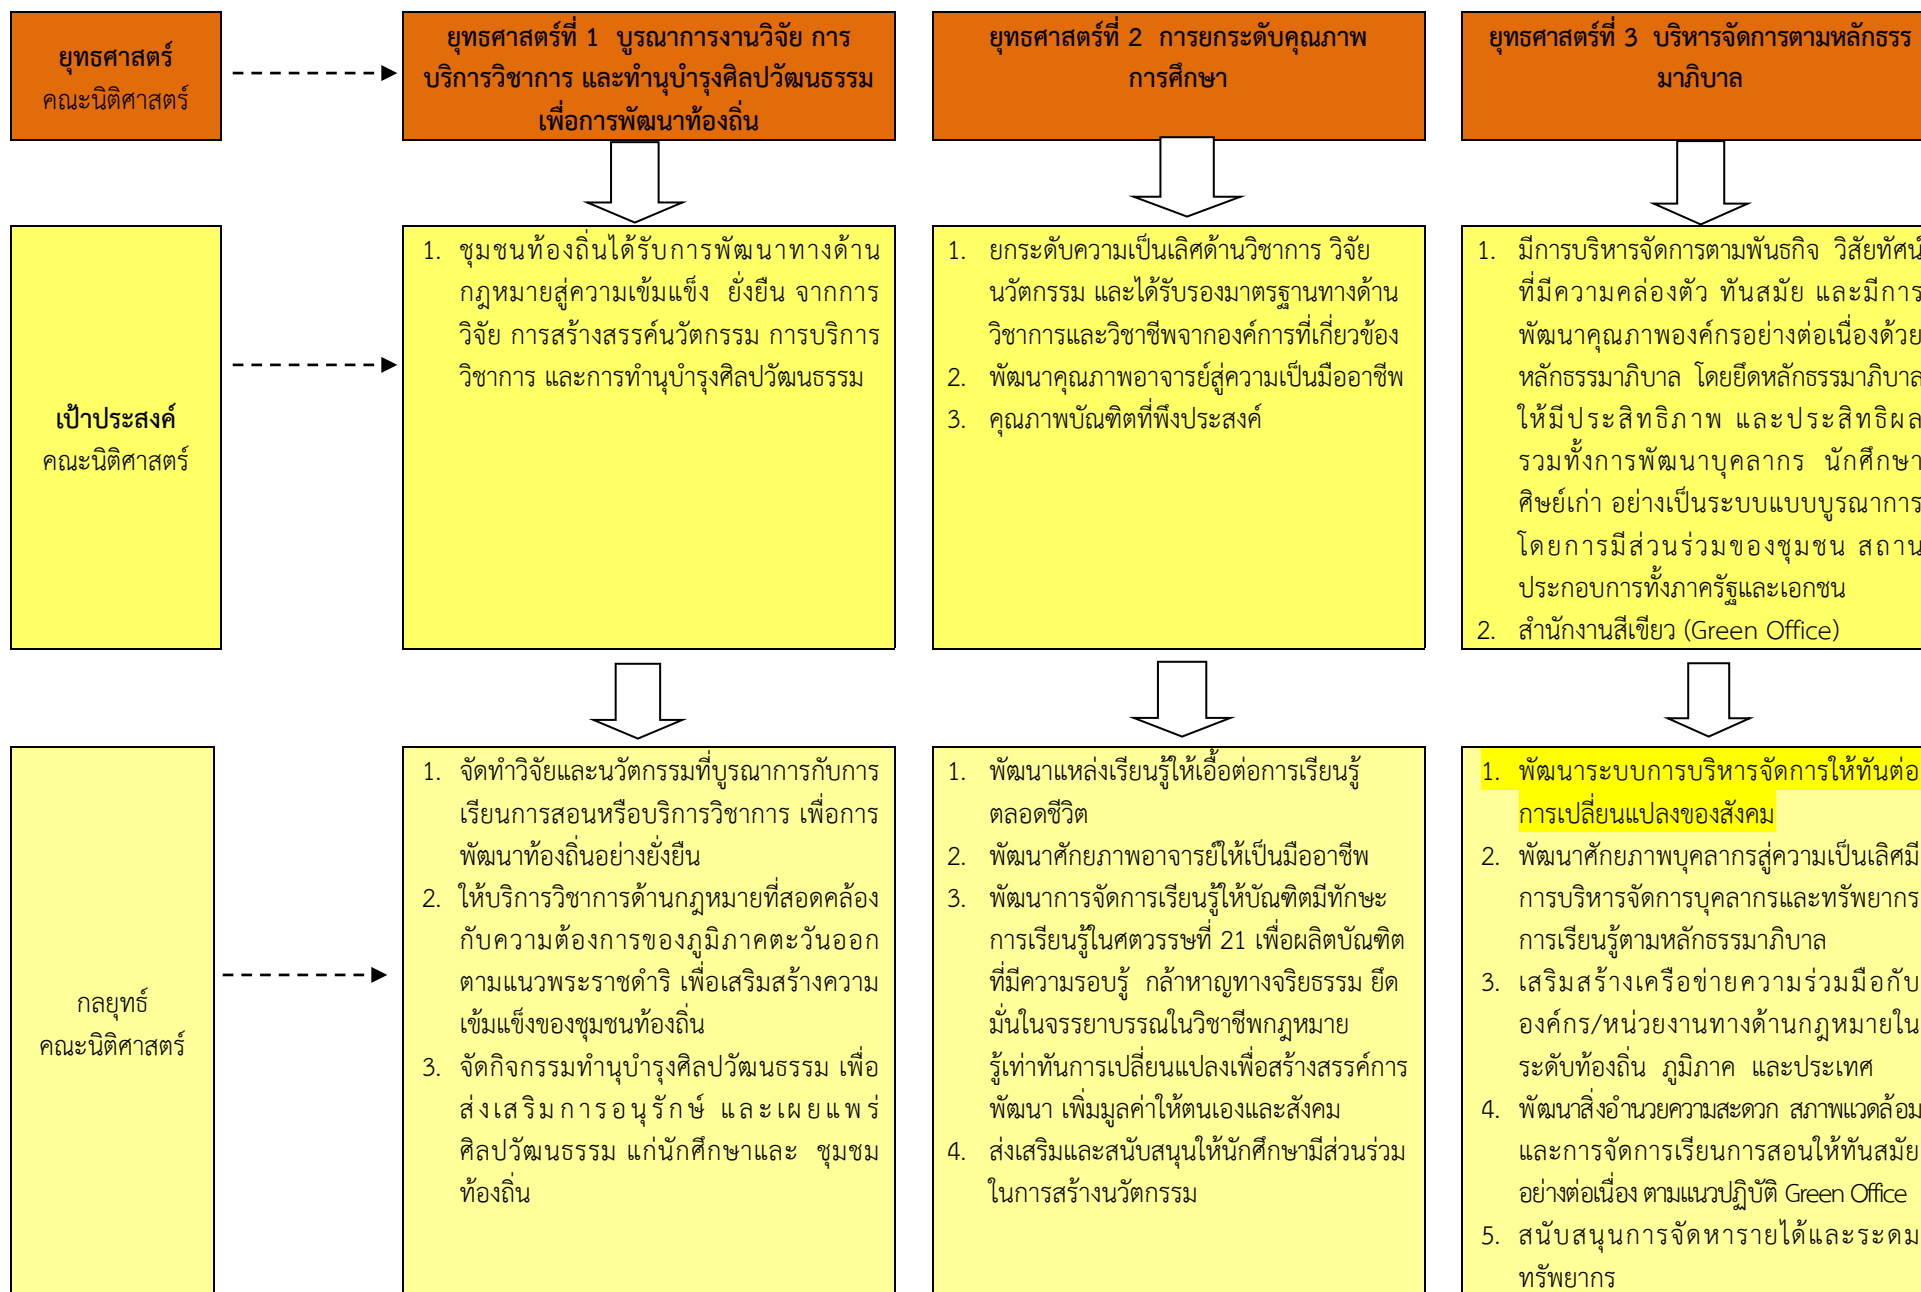 ยุทธศาสตร์
คณะนิติศาสตร์
ยุทธศาสตร์ที่ 1 บูรณาการงานวิจัย การ
บริการวิชาการ และทำนุบำรุงศิลปวัฒนธรรม
เพื่อการพัฒนาท้องถิ่น
ยุทธศาสตร์ที่ 2 การยกระดับคุณภาพ
การศึกษา
ยุทธศาสตร์ที่ 3 บริหารจัดการตามหลักธรร
มาภิบาล
เป้าประสงค์
คณะนิติศาสตร์
1. ชุมชนท้องถิ่นได้รับการพัฒนาทางด้าน
กฎหมายสู่ความเข้มแข็ง ยั่งยืน จากการ
วิจัย การสร้างสรรค์นวัตกรรม การบริการ
วิชาการ และการทำนุบำรุงศิลปวัฒนธรรม
1. ยกระดับความเป็นเลิศด้านวิชาการ วิจัย
นวัตกรรม และได้รับรองมาตรฐานทางด้าน
วิชาการและวิชาชีพจากองค์การที่เกี่ยวข้อง
2. พัฒนาคุณภาพอาจารย์สู่ความเป็นมืออาชีพ
3. คุณภาพบัณฑิตที่พึงประสงค์
1. มีการบริหารจัดการตามพันธกิจ วิสัยทัศน์
ที่มีความคล่องตัว ทันสมัย และมีการ
พัฒนาคุณภาพองค์กรอย่างต่อเนื่องด้วย
หลักธรรมาภิบาล โดยยึดหลักธรรมาภิบาล
ให้มีประสิทธิภาพ และประสิทธิผล
รวมทั้งการพัฒนาบุคลากร นักศึกษา
ศิษย์เก่า อย่างเป็นระบบแบบบูรณาการ
โดยการมีส่วนร่วมของชุมชน สถาน
ประกอบการทั้งภาครัฐและเอกชน
2. สำนักงานสีเขียว (Green Office)
กลยุทธ์
คณะนิติศาสตร์
1. จัดทำวิจัยและนวัตกรรมที่บูรณาการกับการ
เรียนการสอนหรือบริการวิชาการ เพื่อการ
พัฒนาท้องถิ่นอย่างยั่งยืน
2. ให้บริการวิชาการด้านกฎหมายที่สอดคล้อง
กับความต้องการของภูมิภาคตะวันออก
ตามแนวพระราชดำริ เพื่อเสริมสร้างความ
เข้มแข็งของชุมชนท้องถิ่น
3. จัดกิจกรรมทำนุบำรุงศิลปวัฒนธรรม เพื่อ
ส่งเสริมการอนุรักษ์ และเผยแพร่
ศิลปวัฒนธรรม แก่นักศึกษาและ ชุมชม
ท้องถิ่น
1. พัฒนาแหล่งเรียนรู้ให้เอื้อต่อการเรียนรู้
ตลอดชีวิต
2. พัฒนาศักยภาพอาจารย์ให้เป็นมืออาชีพ
3. พัฒนาการจัดการเรียนรู้ให้บัณฑิตมีทักษะ
การเรียนรู้ในศตวรรษที่ 21 เพื่อผลิตบัณฑิต
ที่มีความรอบรู้ กล้าหาญทางจริยธรรม ยึด
มั่นในจรรยาบรรณในวิชาชีพกฎหมาย
รู้เท่าทันการเปลี่ยนแปลงเพื่อสร้างสรรค์การ
พัฒนา เพิ่มมูลค่าให้ตนเองและสังคม
4. ส่งเสริมและสนับสนุนให้นักศึกษามีส่วนร่วม
ในการสร้างนวัตกรรม
1. พัฒนาระบบการบริหารจัดการให้ทันต่อ
การเปลี่ยนแปลงของสังคม
2. พัฒนาศักยภาพบุคลากรสู่ความเป็นเลิศมี
การบริหารจัดการบุคลากรและทรัพยากร
การเรียนรู้ตามหลักธรรมาภิบาล
3. เสริมสร้างเครือข่ายความร่วมมือกับ
องค์กร/หน่วยงานทางด้านกฎหมายใน
ระดับท้องถิ่น ภูมิภาค และประเทศ
4. พัฒนาสิ่งอำนวยความสะดวก สภาพแวดล้อม
และการจัดการเรียนการสอนให้ทันสมัย
อย่างต่อเนื่อง ตามแนวปฏิบัติ Green Office
5. สนับสนุนการจัดหารายได้และระดม
ทรัพยากร